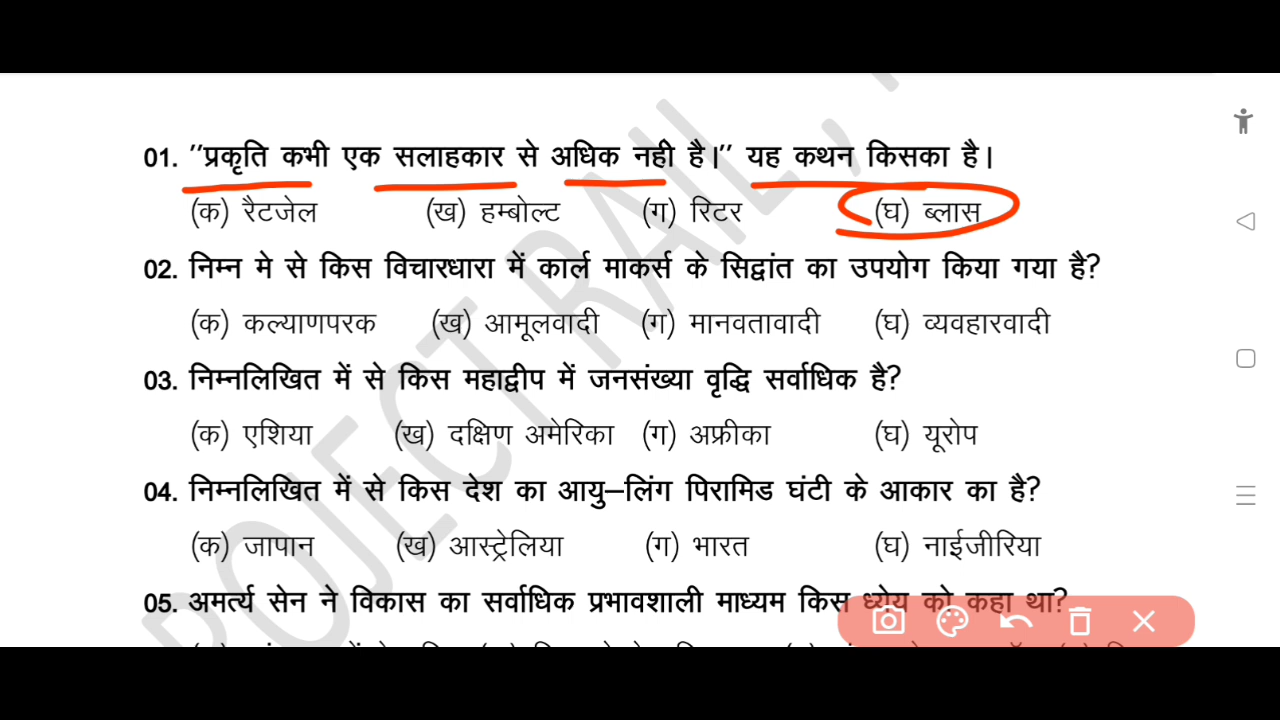 01. ”प्रकृति कभी एक सलाहकार से अधिक नही है।” यह कथन किसका है।
(क) रैटजेल (ख) हम्बोल्ट (ग) रिटर (घ) ब्लास
02. निम्न मे से किस विचारधारा में कार्ल माकर्स के सिद्वांत का उपयोग किया गया है?
(क) कल्याणपरक (ख) आमूलवादी (ग) मानवतावादी (घ) व्यवहारवादी
03. निम्नलिखित में से किस महाद्वीप में जनसंख्या वृद्धि सर्वाधिक है?
(क) एशिया (ख) दक्षिण अमेरिका (ग) अफ्रीका (घ) यूरोप
04. निम्नलिखित में से किस देश का आयु–लिंग पिरामिड घंटी के आकार का है?
(क) जापान (ख) आस्ट्रेलिया (ग) भारत (घ) नाईजीरिया
05. अमर्त्य सेन ने विकास का सर्वाधिक प्रभावशाली माध्यम किस ध्येय को कहा था?
POJECT RAIL,